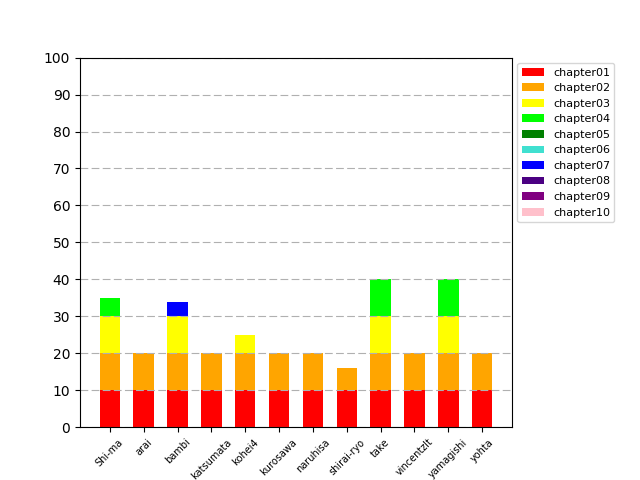 100
90
80
70
60
50
40
30
20
10
0
Shi-ma
arai
bambi
katsumata
kohei4
kurosawa
naruhisa
shirai-ryo
take
vincentzlt
yamagishi
yohta
chapter01
chapter02
chapter03
chapter04
chapter05
chapter06
chapter07
chapter08
chapter09
chapter10